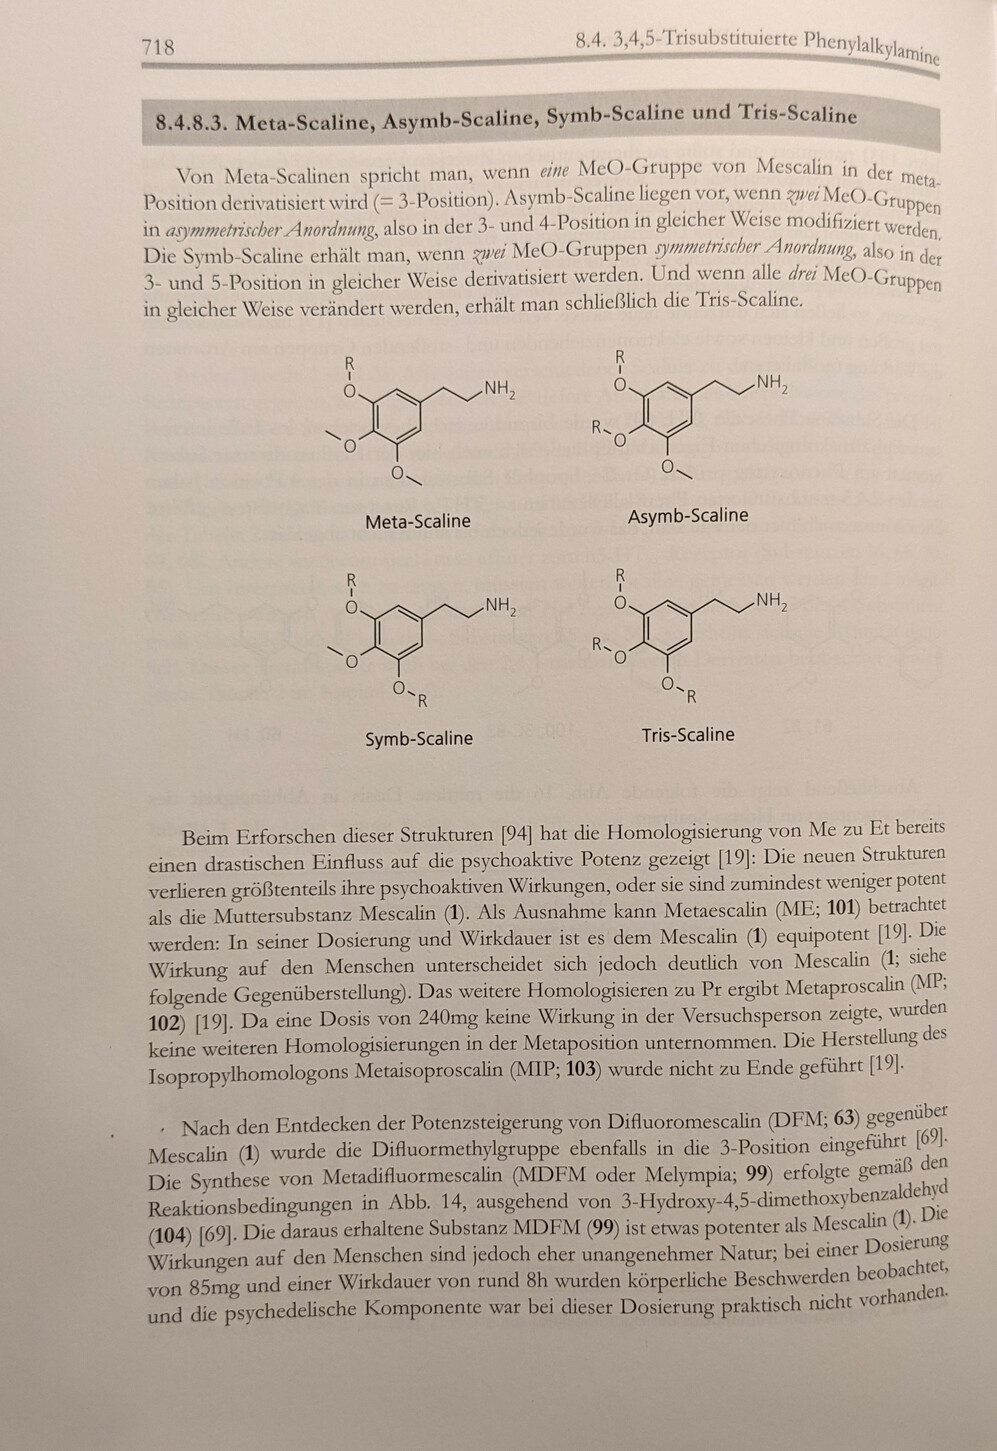 718
8.4. 3,4,5-Trisubstituierte Phenylalkylamine
8.4.8.3. Meta-Scaline, Asymb-Scaline, Symb-Scaline und Tris-Scaline
Von Meta-Scalinen spricht man, wenn eine MeO-Gruppe von Mescalin in der meta-
Position derivatisiert wird (= 3-Position). Asymb-Scaline liegen vor, wenn zwei MeO-Gruppen
in asymmetrischer Anordnung, also in der 3- und 4-Position in gleicher Weise modifiziert werden.
Die Symb-Scaline erhält man, wenn zwei MeO-Gruppen symmetrischer Anordnung, also in der
3- und 5-Position in gleicher Weise derivatisiert werden. Und wenn alle drei MeO-Gruppen
in gleicher Weise verändert werden, erhält man schließlich die Tris-Scaline.
R
O
NH2
O
O
Meta-Scaline
R
O
NH2
R
O
O
Asymb-Scaline
R
O
NH2
O
O
R
Symb-Scaline
R
O
NH2
R
O
O
R
Tris-Scaline
Beim Erforschen dieser Strukturen [94] hat die Homologisierung von Me zu Et bereits
einen drastischen Einfluss auf die psychoaktive Potenz gezeigt [19]: Die neuen Strukturen
verlieren größtenteils ihre psychoaktiven Wirkungen, oder sie sind zumindest weniger potent
als die Muttersubstanz Mescalin (1). Als Ausnahme kann Metaescalin (ME; 101) betrachtet
werden: In seiner Dosierung und Wirkdauer ist es dem Mescalin (1) equipotent [19]. Die
Wirkung auf den Menschen unterscheidet sich jedoch deutlich von Mescalin (1; siehe
folgende Gegenüberstellung). Das weitere Homologisieren zu Pr ergibt Metaproscalin (MP;
102) [19]. Da eine Dosis von 240mg keine Wirkung in der Versuchsperson zeigte, wurden
keine weiteren Homologisierungen in der Metaposition unternommen. Die Herstellung des
Isopropylhomologons Metaisoproscalin (MIP; 103) wurde nicht zu Ende geführt [19].
Nach den Entdecken der Potenzsteigerung von Difluoromescalin (DFM; 63) gegenüber
Mescalin (1) wurde die Difluormethylgruppe ebenfalls in die 3-Position eingeführt [69].
Die Synthese von Metadifluormescalin (MDFM oder Melympia; 99) erfolgte gemäß den
Reaktionsbedingungen in Abb. 14, ausgehend von 3-Hydroxy-4,5-dimethoxybenzaldehyd
(104) [69]. Die daraus erhaltene Substanz MDFM (99) ist etwas potenter als Mescalin (1). Die
Wirkungen auf den Menschen sind jedoch eher unangenehmer Natur; bei einer Dosierung
von 85mg und einer Wirkdauer von rund 8h wurden körperliche Beschwerden beobachtet,
und die psychedelische Komponente war bei dieser Dosierung praktisch nicht vorhanden.